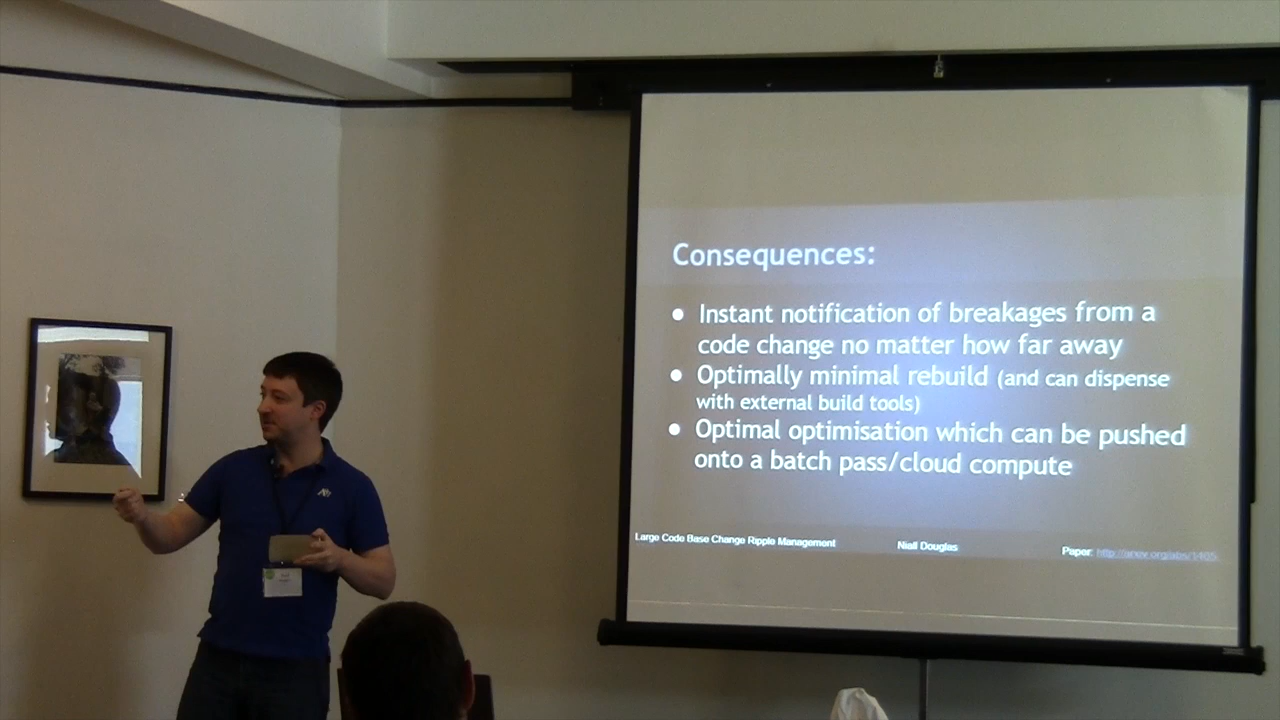 Consequences:
● Instant notification of breakages from a
code change no matter how far away
● Optimally minimal rebuild (and can dispense
with external build tools)
● Optimal optimisation which can be pushed
onto a batch pass/cloud compute
Large Code Base Change Ripple Management
Niall Douglas
Paper: http://arxiv.org/abs/1405.